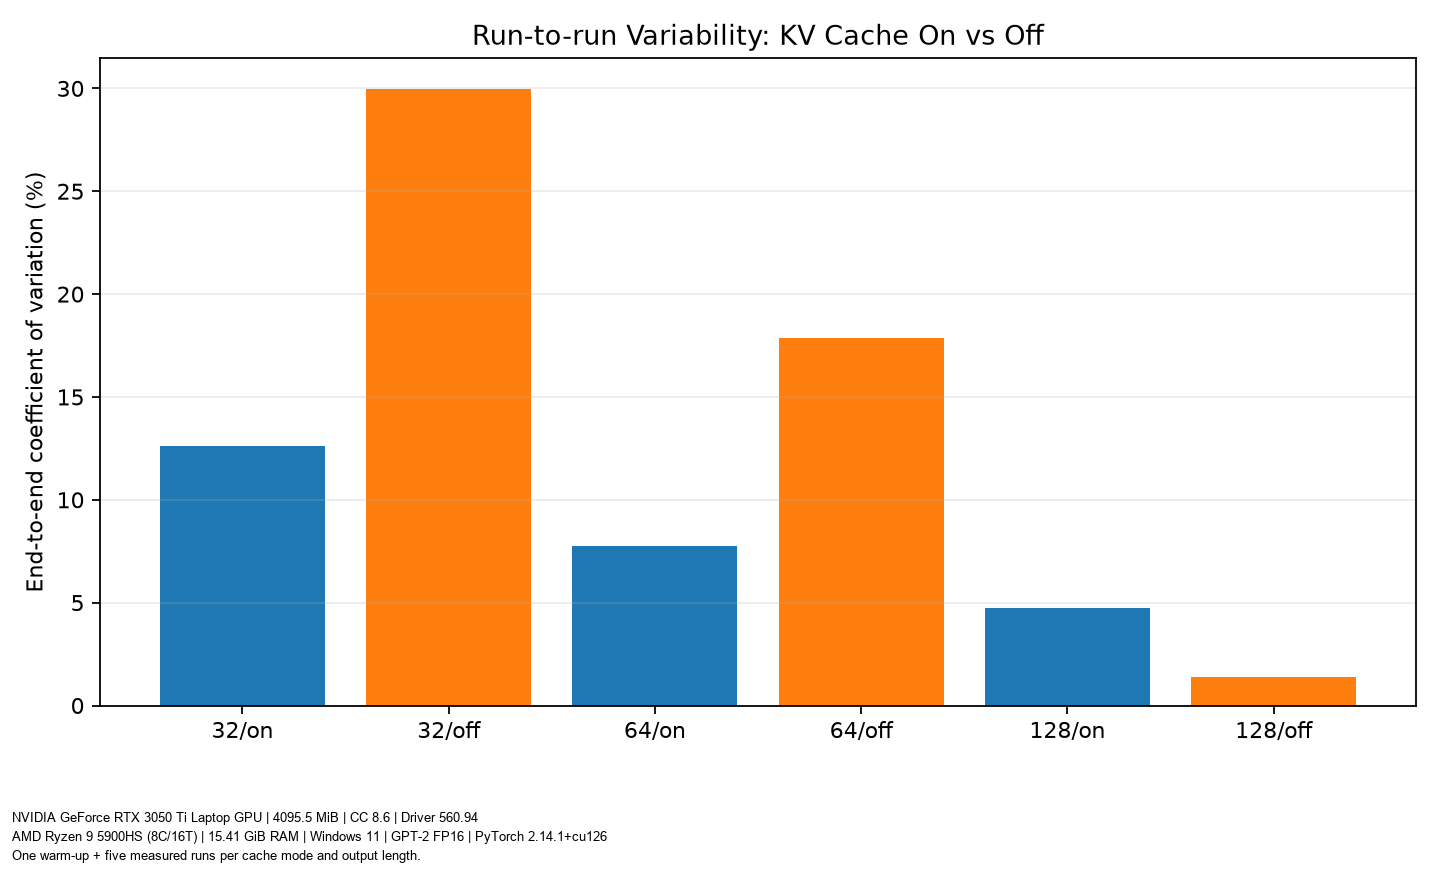 Run-to-run Variability: KV Cache On vs Off
End-to-end coefficient of variation (%)
30
25
20
15
10
5
0
32/on
32/off
64/on
64/off
128/on
128/off
NVIDIA GeForce RTX 3050 Ti Laptop GPU | 4095.5 MiB | CC 8.6 | Driver 560.94
AMD Ryzen 9 5900HS (8C/16T) | 15.41 GiB RAM | Windows 11 | GPT-2 FP16 | PyTorch 2.14.1+cu126
One warm-up + five measured runs per cache mode and output length.